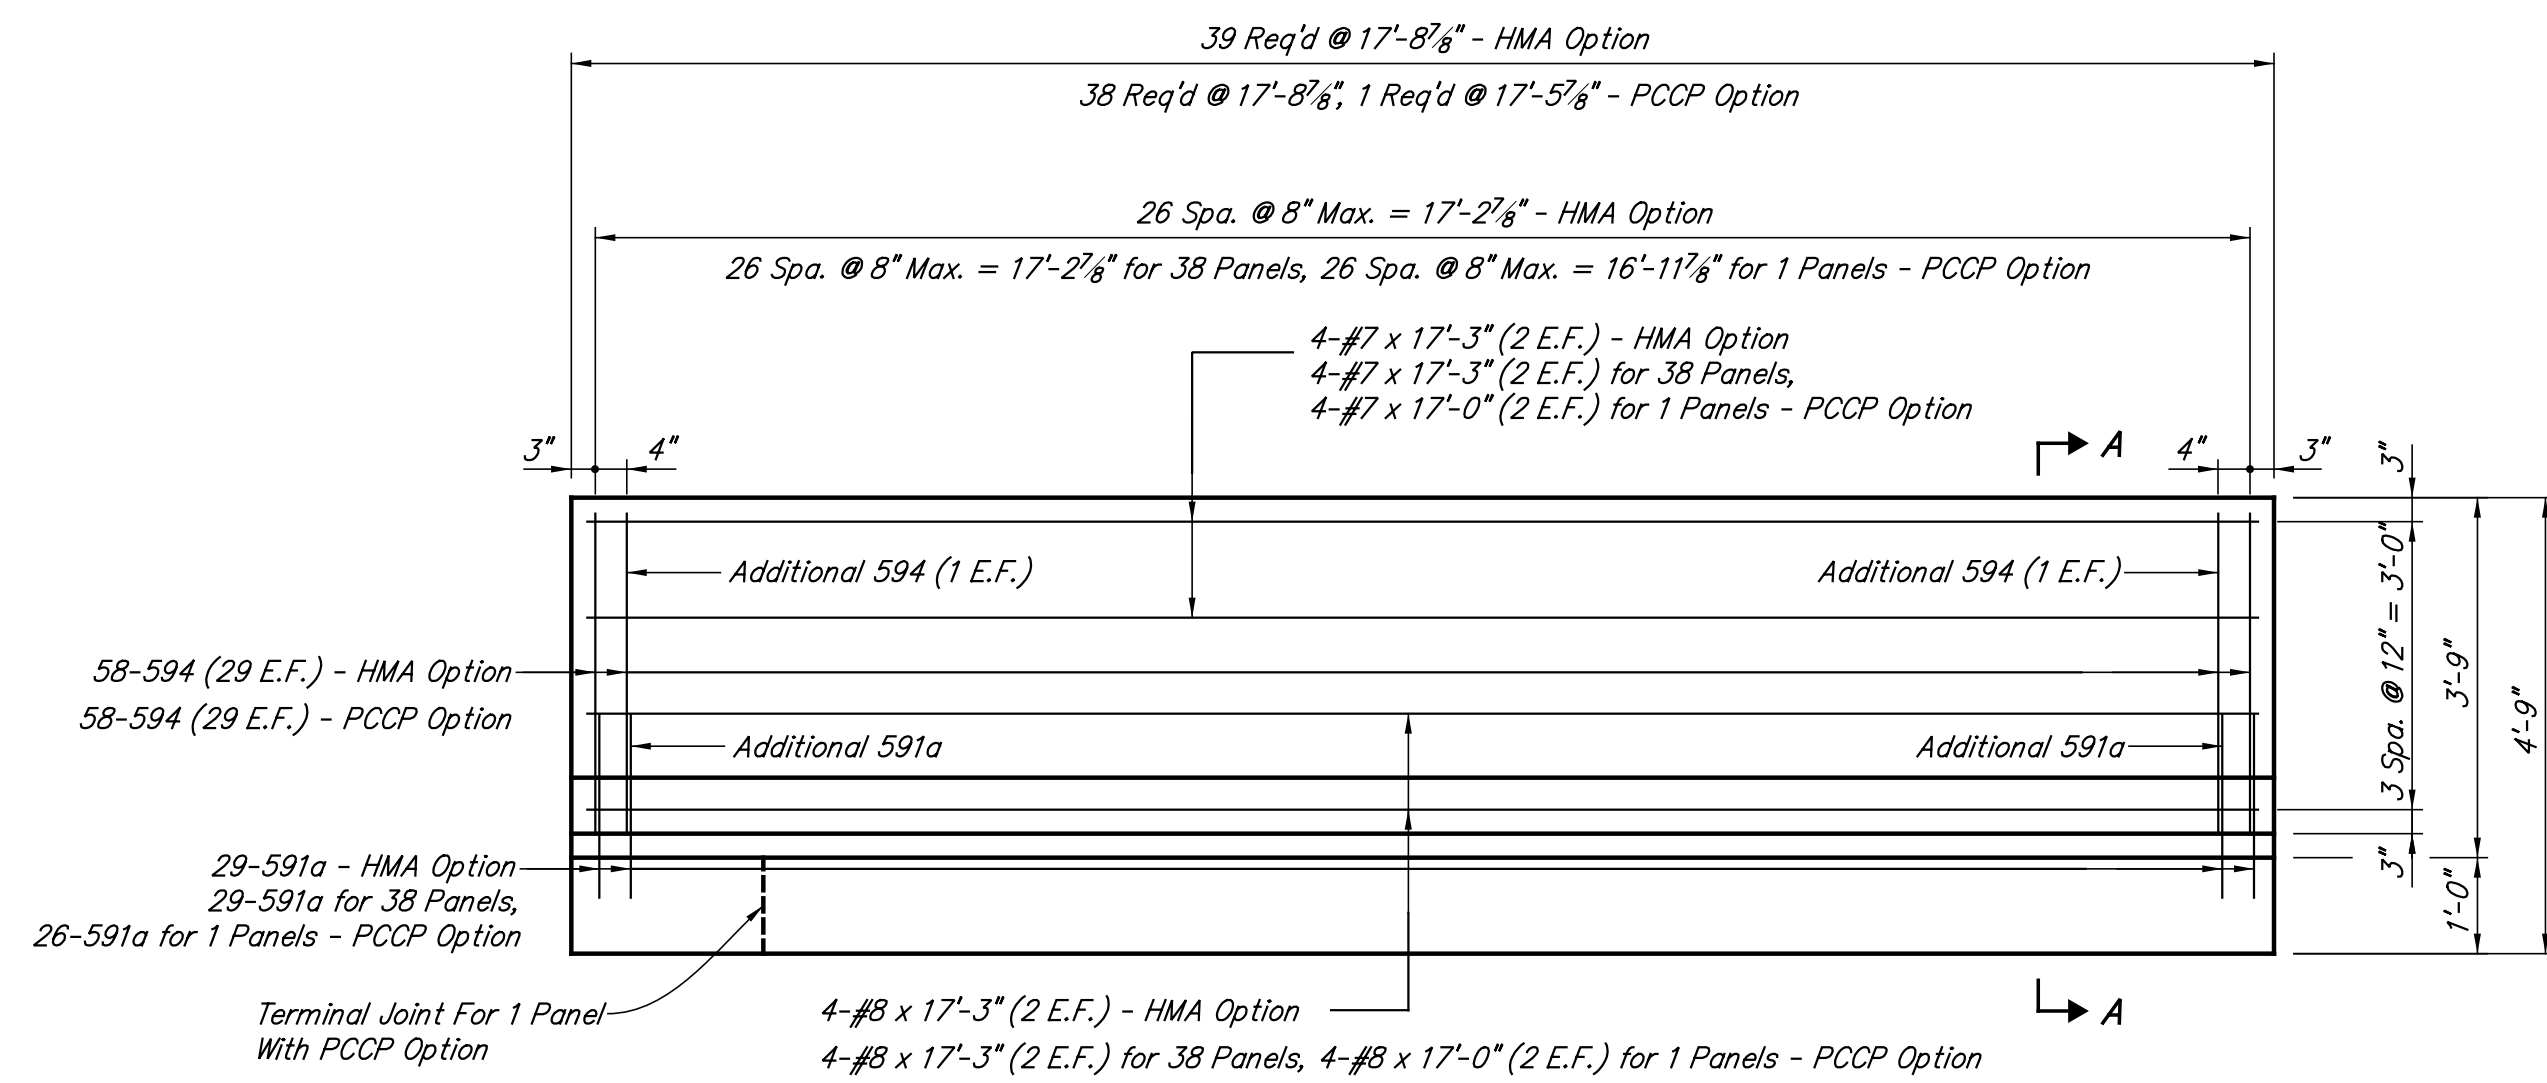 39 Req'd @ 17'-8⅞" - HMA Option
38 Req'd @ 17'-8⅞", 1 Req'd @ 17'-5⅞" - PCCP Option
26 Spa. @ 8" Max. = 17'-2⅞" - HMA Option
26 Spa. @ 8" Max. = 17'-2⅞" for 38 Panels, 26 Spa. @ 8" Max. = 16'-11⅞" for 1 Panels - PCCP Option
4-#7 x 17'-3" (2 E.F.) - HMA Option
4-#7 x 17'-3" (2 E.F.) for 38 Panels,
4-#7 x 17'-0" (2 E.F.) for 1 Panels - PCCP Option
3"
4"
A
4"
3"
3"
Additional 594 (1 E.F.)
Additional 594 (1 E.F.)
3 Spa. @ 12" = 3'-0"
3'-9"
4'-9"
58-594 (29 E.F.) - HMA Option
58-594 (29 E.F.) - PCCP Option
Additional 591a
Additional 591a
29-591a - HMA Option
29-591a for 38 Panels,
26-591a for 1 Panels - PCCP Option
3"
1'-0"
Terminal Joint For 1 Panel
With PCCP Option
4-#8 x 17'-3" (2 E.F.) - HMA Option
4-#8 x 17'-3" (2 E.F.) for 38 Panels, 4-#8 x 17'-0" (2 E.F.) for 1 Panels - PCCP Option
A